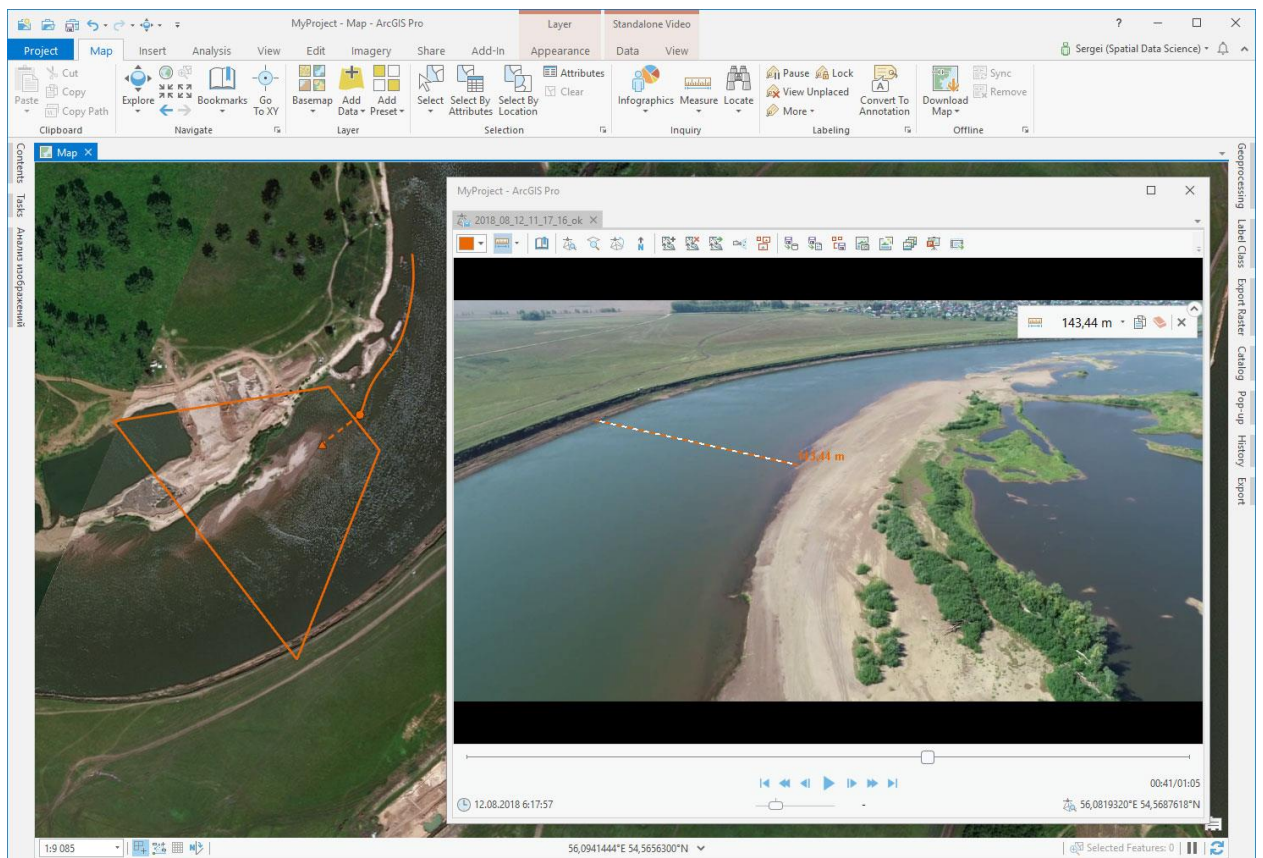 MyProject - Map - ArcGIS Pro
Layer
Standalone Video
?
Project
Map
Insert
Analysis
View
Edit
Imagery
Share
Add-In
Appearance
Data
View
Sergei (Spatial Data Science)
Paste
Cut
Copy
Copy Path
Clipboard
Explore
Bookmarks
Go To XY
Navigate
Basemap
Add Data
Add Preset
Layer
Select
Select By Attributes
Select By Location
Attributes
Clear
Selection
Infographics
Measure
Locate
Inquiry
Pause
Lock
View Unplaced
More
Convert To Annotation
Labeling
Download Map
Sync
Remove
Offline
Contents
Tasks
Анализ изображений
Map
MyProject - ArcGIS Pro
2018_08_12_11_17_16_ok
N
143,44 m
143,44 m
00:41/01:05
12.08.2018 6:17:57
-
56,0819320°E 54,5687618°N
Geoprocessing
Label Class
Export Raster
Catalog
Pop-up
History
Export
1:9 085
56,0941444°E 54,5656300°N
Selected Features: 0